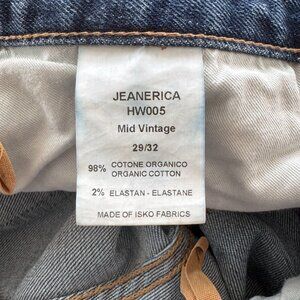 JEANERICA
HW005
Mid Vintage
29/32
98% COTONE ORGANICO
ORGANIC COTTON
2% ELASTAN - ELASTANE
MADE OF ISKO FABRICS